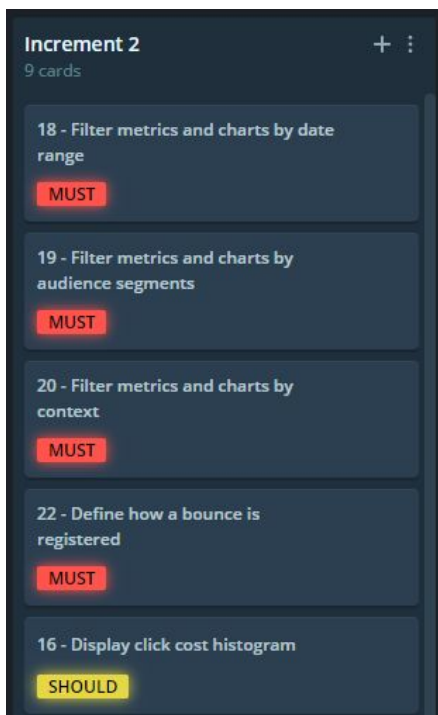 Increment 2
9 cards
18 - Filter metrics and charts by date
range
MUST
19 - Filter metrics and charts by
audience segments
MUST
20 - Filter metrics and charts by
context
MUST
22 - Define how a bounce is
registered
MUST
16 - Display click cost histogram
SHOULD